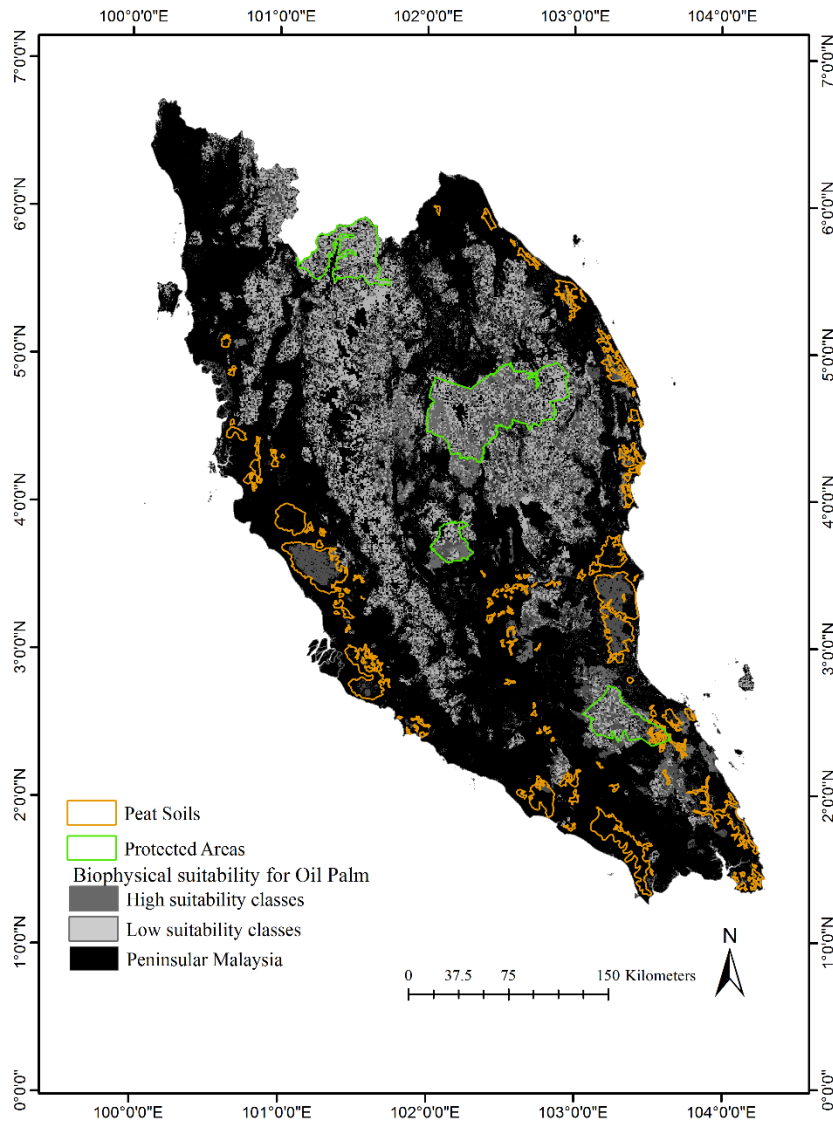 100°0'0"E 101°0'0"E 102°0'0"E 103°0'0"E 104°0'0"E
7°0'0"N 7°0'0"N
6°0'0"N 6°0'0"N
5°0'0"N 5°0'0"N
4°0'0"N 4°0'0"N
3°0'0"N 3°0'0"N
2°0'0"N 2°0'0"N
1°0'0"N 1°0'0"N
0°0'0" 0°0'0"
Peat Soils
Protected Areas
Biophysical suitability for Oil Palm
High suitability classes
Low suitability classes
Peninsular Malaysia
N
0 37.5 75 150 Kilometers
100°0'0"E 101°0'0"E 102°0'0"E 103°0'0"E 104°0'0"E